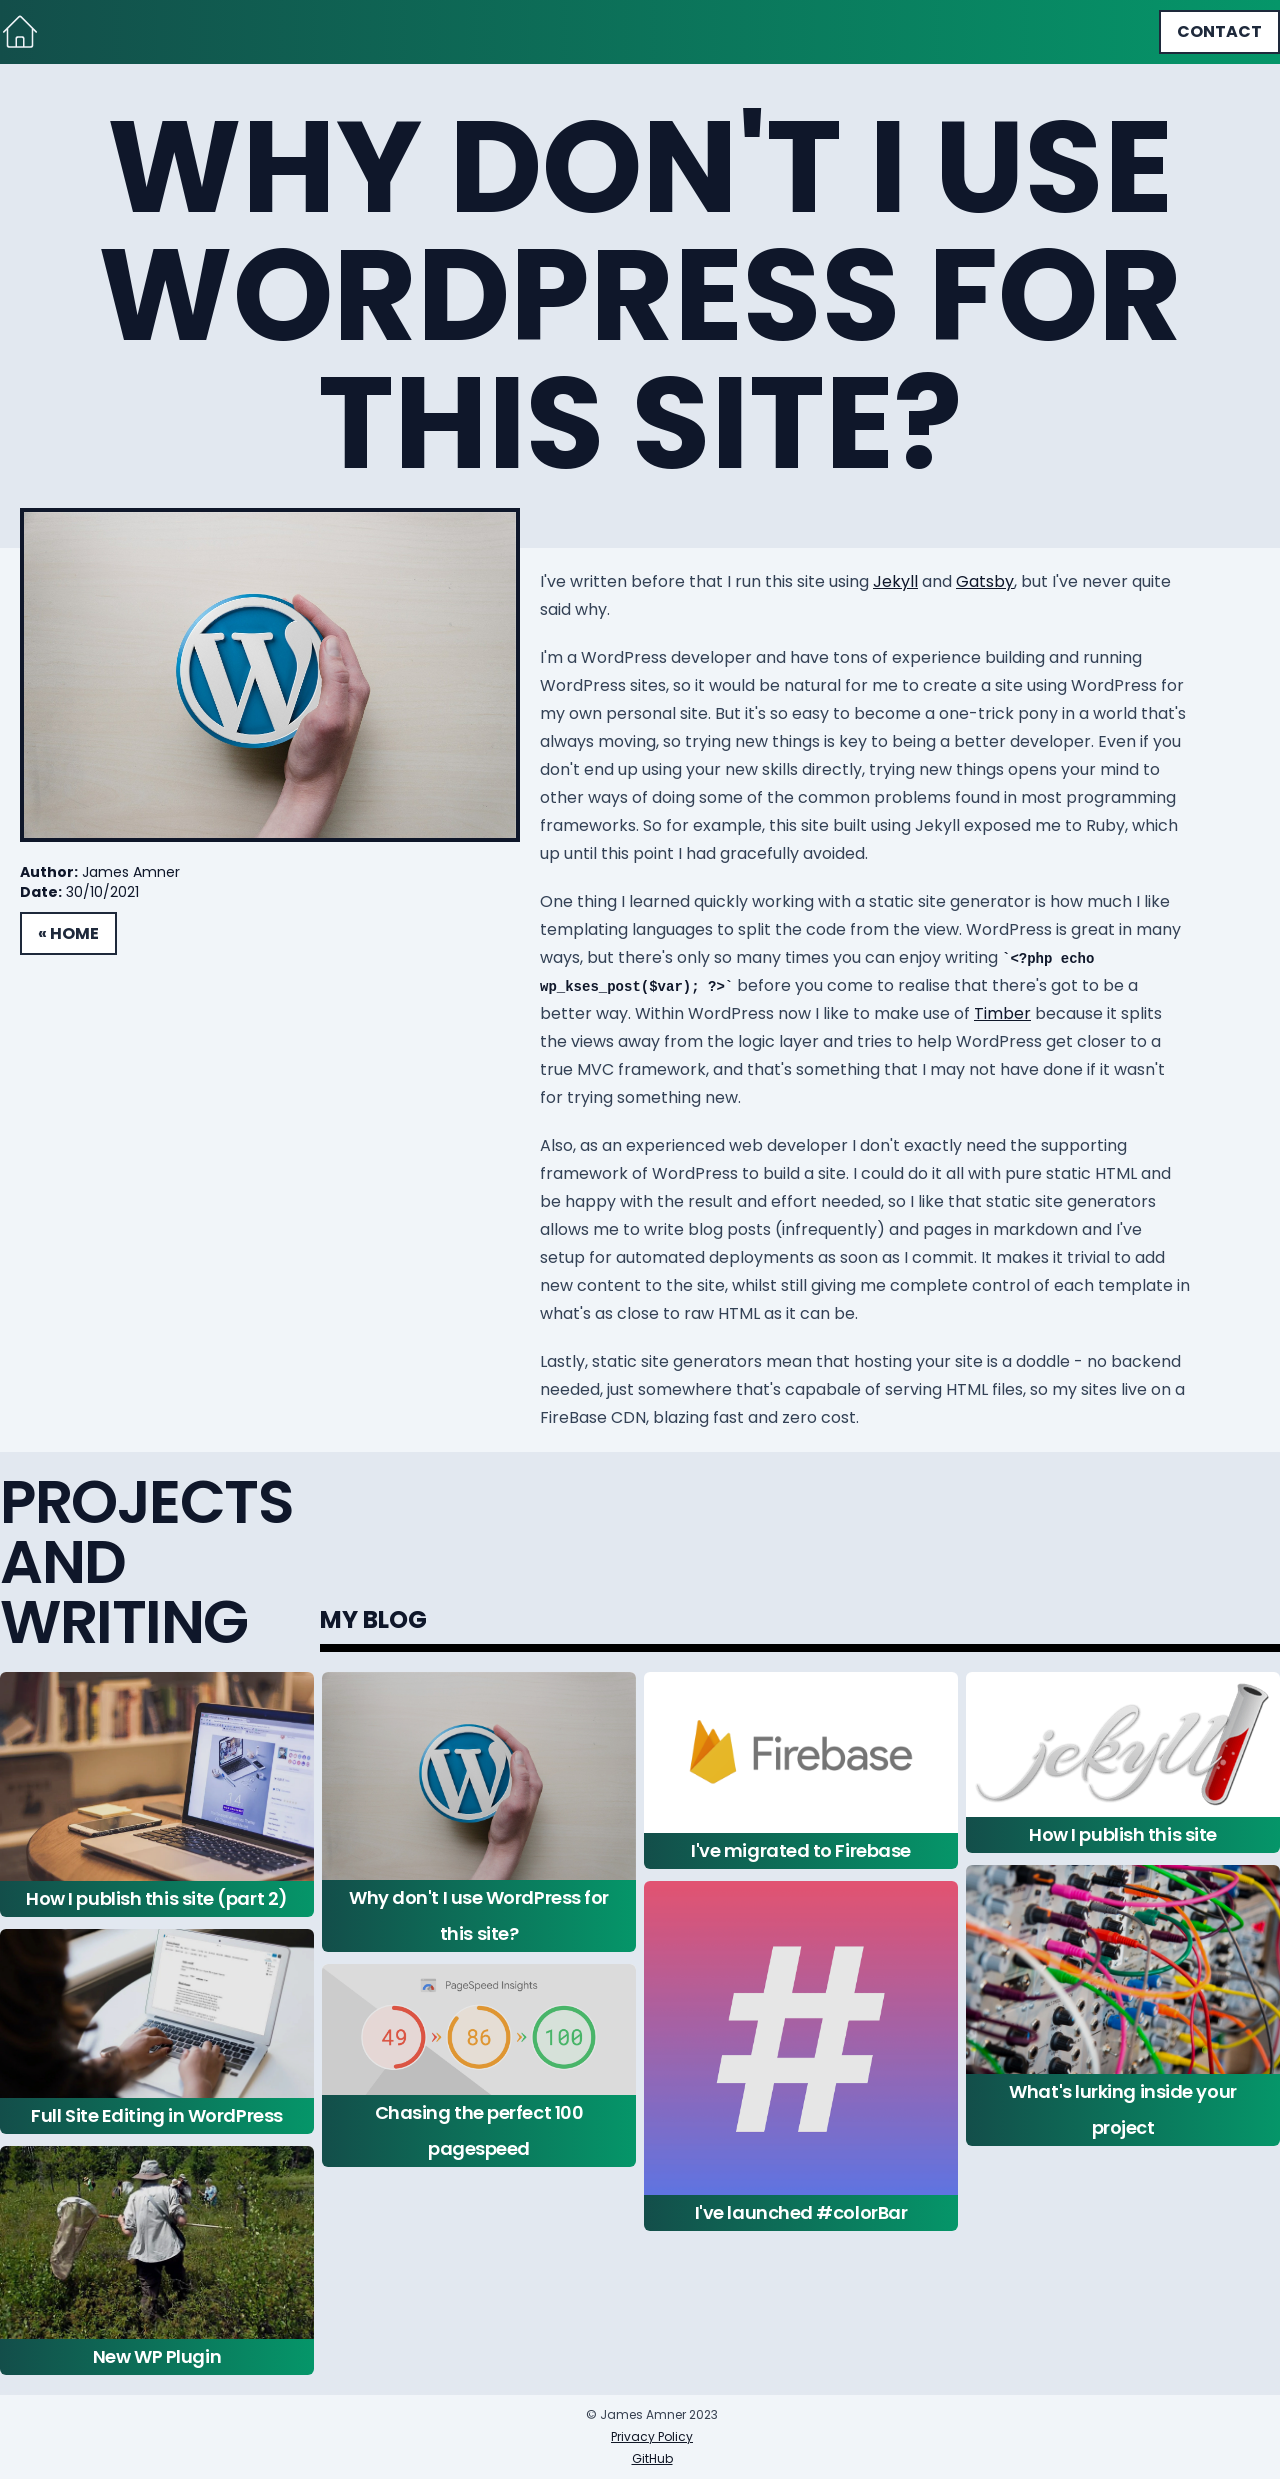 CONTACT
WHY DON'T I USE
WORDPRESS FOR
THIS SITE?
I've written before that I run this site using Jekyll and Gatsby, but I've never quite
said why.
I'm a WordPress developer and have tons of experience building and running
WordPress sites, so it would be natural for me to create a site using WordPress for
my own personal site. But it's so easy to become a one-trick pony in a world that's
always moving, so trying new things is key to being a better developer. Even if you
don't end up using your new skills directly, trying new things opens your mind to
other ways of doing some of the common problems found in most programming
frameworks. So for example, this site built using Jekyll exposed me to Ruby, which
up until this point I had gracefully avoided.
Author: James Amner
Date: 30/10/2021
« HOME
One thing I learned quickly working with a static site generator is how much I like
templating languages to split the code from the view. WordPress is great in many
ways, but there's only so many times you can enjoy writing `<?php echo
wp_kses_post($var); ?>` before you come to realise that there's got to be a
better way. Within WordPress now I like to make use of Timber because it splits
the views away from the logic layer and tries to help WordPress get closer to a
true MVC framework, and that's something that I may not have done if it wasn't
for trying something new.
Also, as an experienced web developer I don't exactly need the supporting
framework of WordPress to build a site. I could do it all with pure static HTML and
be happy with the result and effort needed, so I like that static site generators
allows me to write blog posts (infrequently) and pages in markdown and I've
setup for automated deployments as soon as I commit. It makes it trivial to add
new content to the site, whilst still giving me complete control of each template in
what's as close to raw HTML as it can be.
Lastly, static site generators mean that hosting your site is a doddle - no backend
needed, just somewhere that's capabale of serving HTML files, so my sites live on a
FireBase CDN, blazing fast and zero cost.
PROJECTS
AND
WRITING
MY BLOG
How I publish this site (part 2)
Full Site Editing in WordPress
New WP Plugin
W
Why don't I use WordPress for
this site?
PageSpeed Insights
49 » 86 » 100
Chasing the perfect 100
pagespeed
Firebase
I've migrated to Firebase
#
I've launched #colorBar
jekyll
How I publish this site
What's lurking inside your
project
© James Amner 2023
Privacy Policy
GitHub